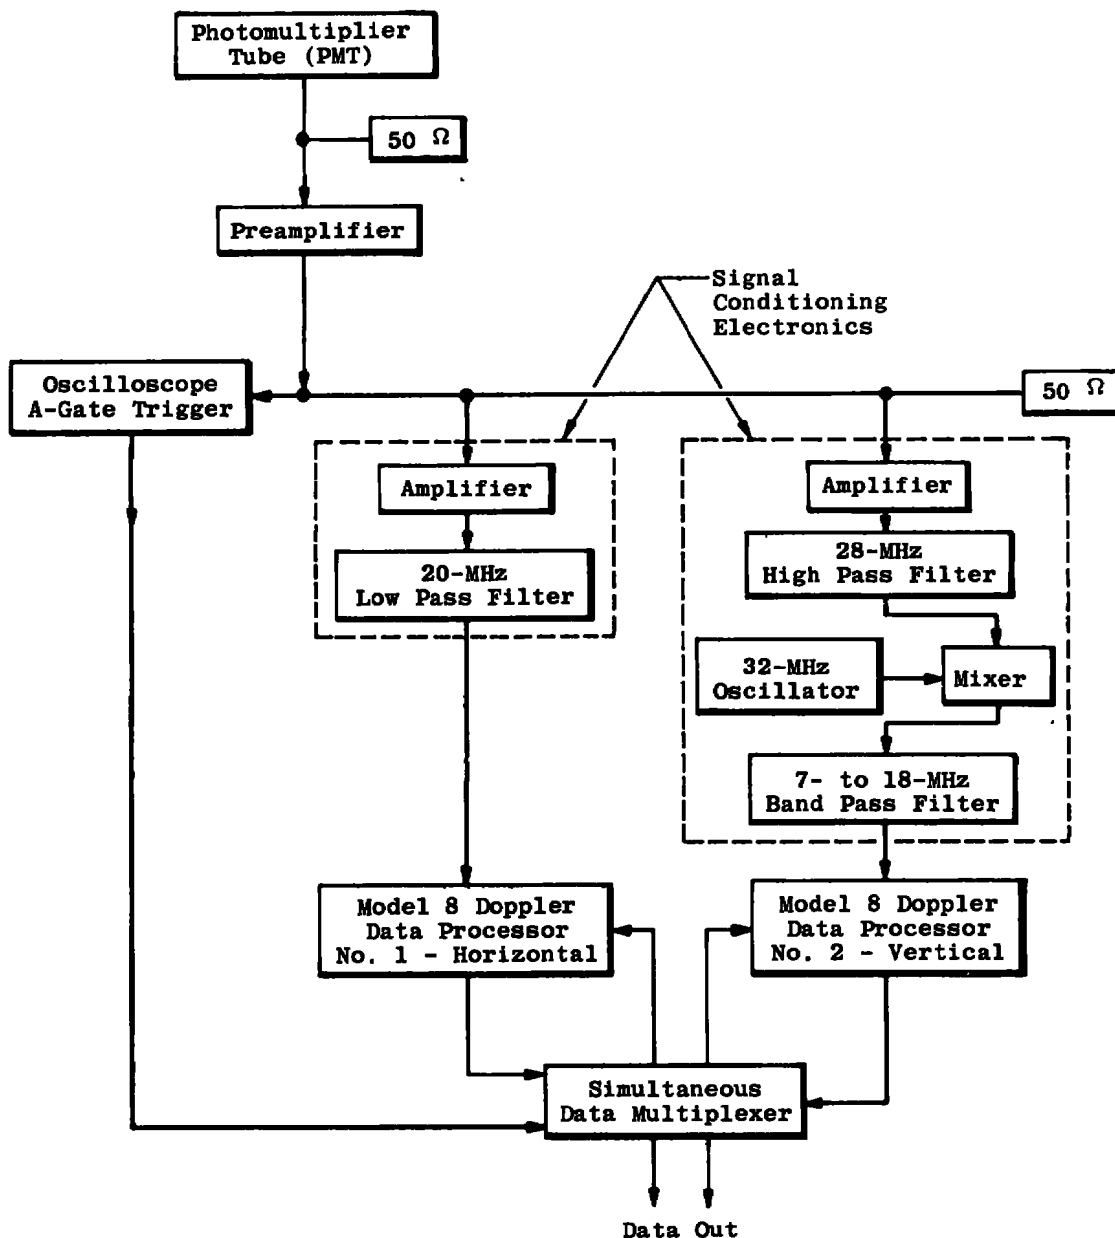 Photomultiplier
Tube (PMT)
50 Ω
Preamplifier
Signal
Conditioning
Electronics
Oscilloscope
A-Gate Trigger
50 Ω
Amplifier
20-MHz
Low Pass Filter
Amplifier
28-MHz
High Pass Filter
32-MHz
Oscillator
Mixer
7- to 18-MHz
Band Pass Filter
Model 8 Doppler
Data Processor
No. 1 - Horizontal
Model 8 Doppler
Data Processor
No. 2 - Vertical
Simultaneous
Data Multiplexer
Data Out